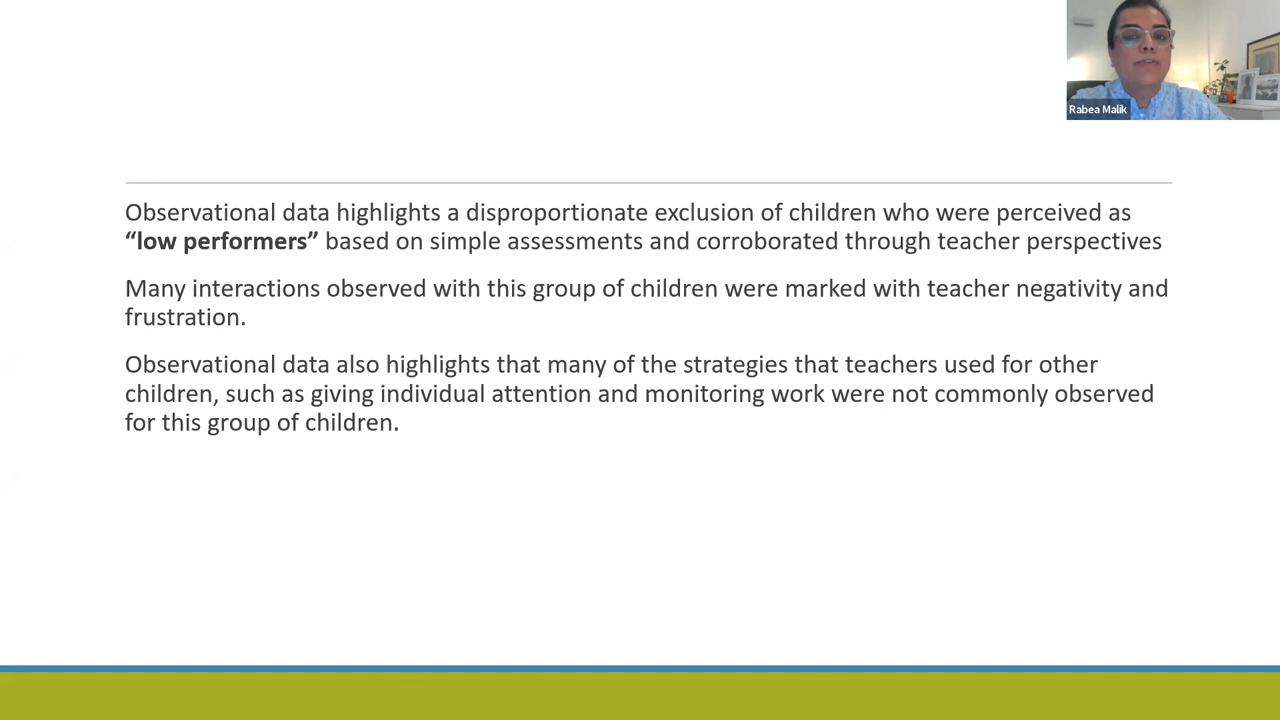 Rabea Malik
Observational data highlights a disproportionate exclusion of children who were perceived as
“low performers” based on simple assessments and corroborated through teacher perspectives
Many interactions observed with this group of children were marked with teacher negativity and
frustration.
Observational data also highlights that many of the strategies that teachers used for other
children, such as giving individual attention and monitoring work were not commonly observed
for this group of children.